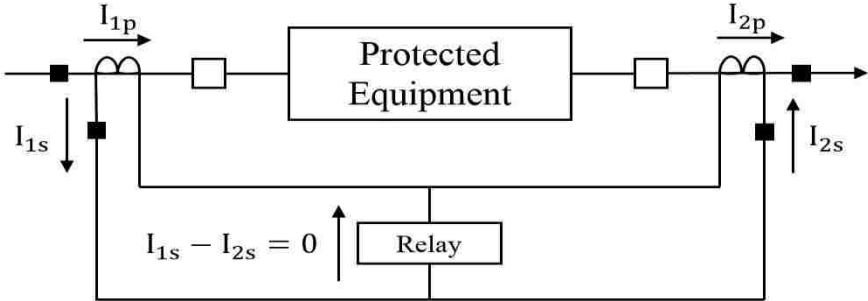 I₁ₚ
I₂ₚ
Protected
Equipment
I₁ₛ
I₂ₛ
I₁ₛ − I₂ₛ = 0
Relay